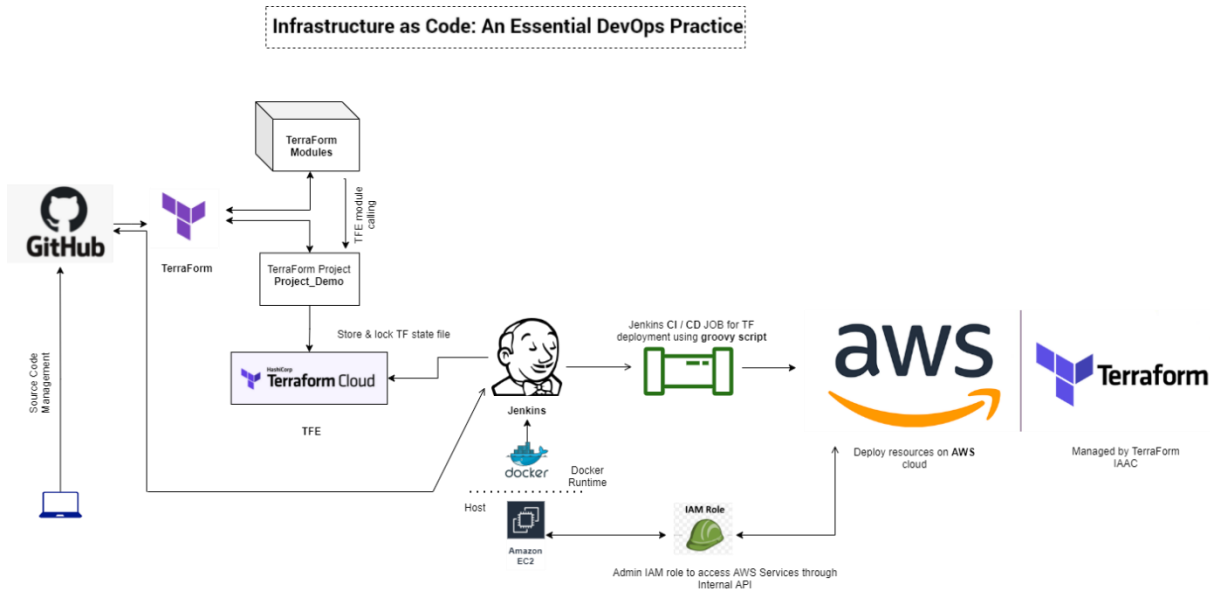 Infrastructure as Code: An Essential DevOps Practice
TerraForm
Modules
TFE module
calling
GitHub
TerraForm
TerraForm Project
Project_Demo
Store & lock TF state file
HashiCorp
Terraform Cloud
TFE
Source Code
Management
Jenkins
docker
Docker
Runtime
Host
Amazon
EC2
Jenkins CI / CD JOB for TF
deployment using groovy script
aws
Terraform
Deploy resources on AWS
cloud
Managed by TerraForm
IAAC
IAM Role
Admin IAM role to access AWS Services through
Internal API